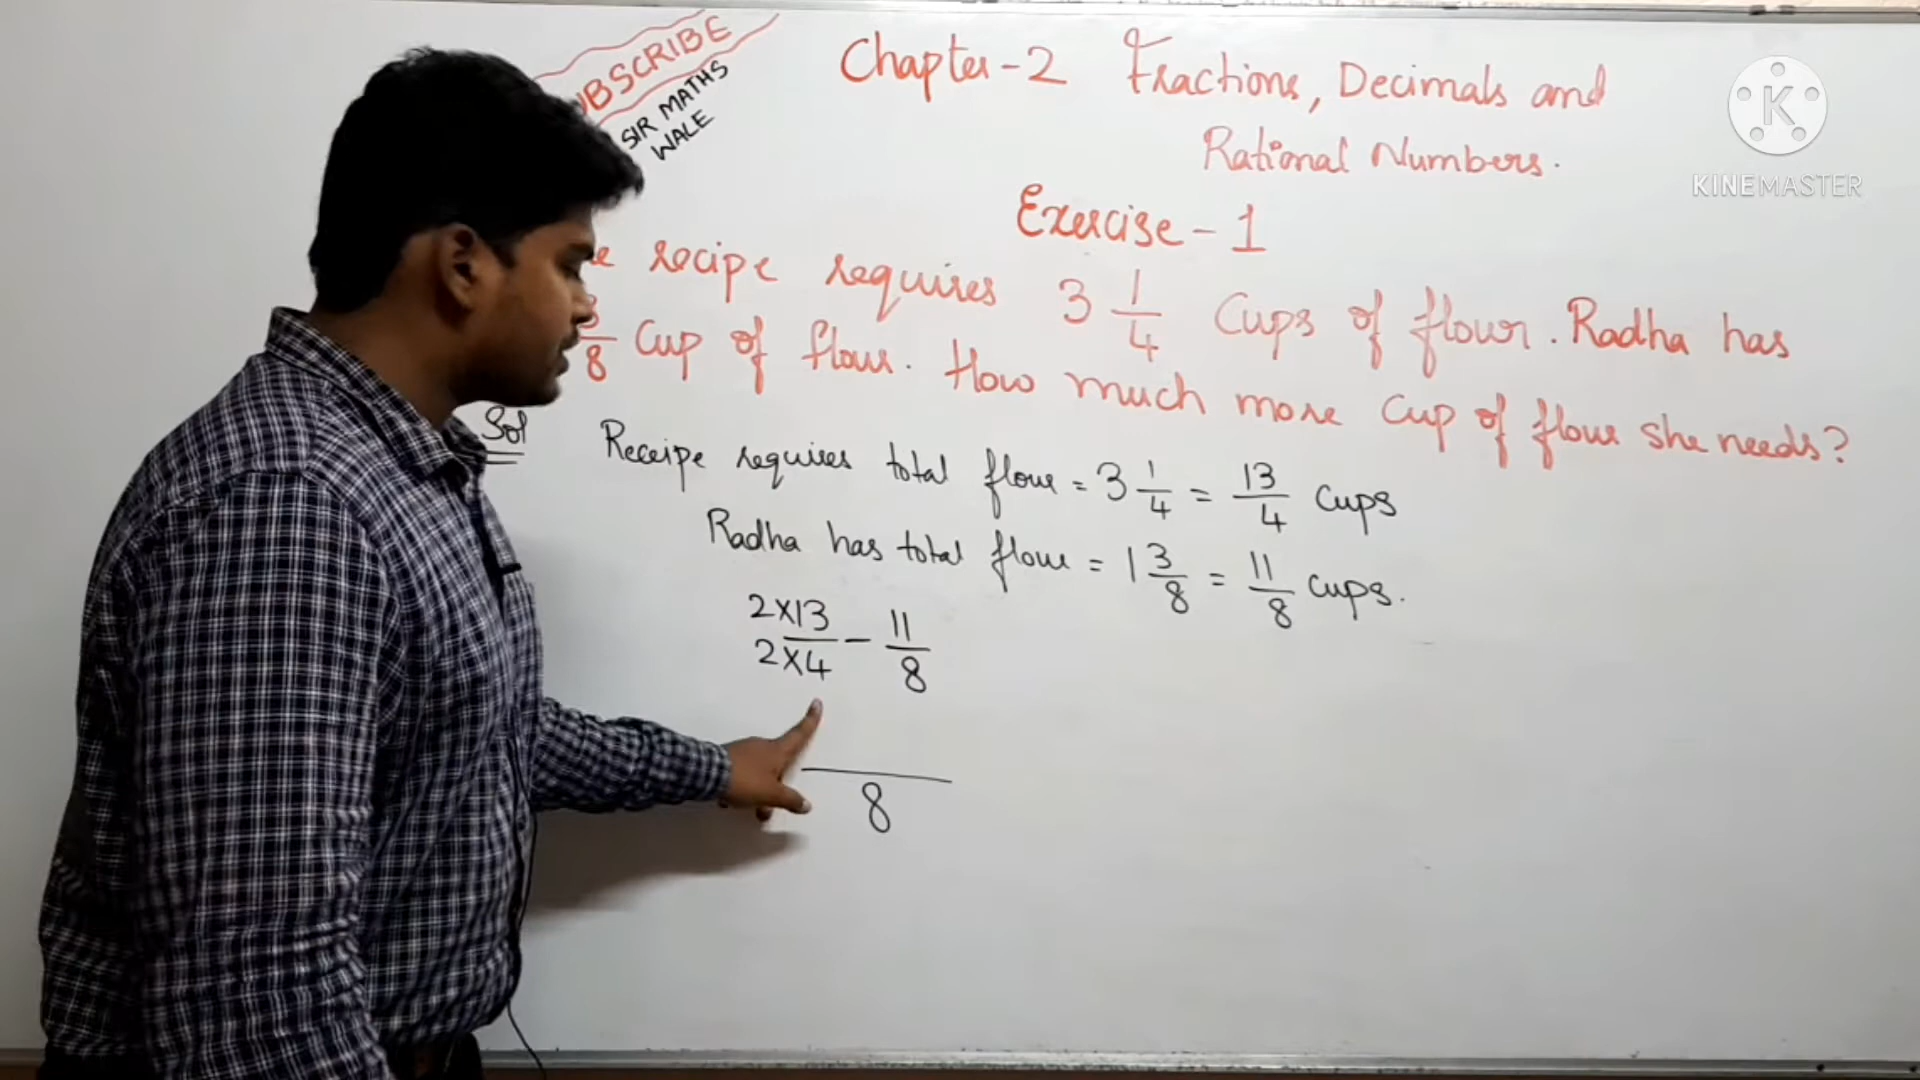 UBSCRIBE
SIR MATHS
WALE
Chapter-2 Fractions, Decimals and
Rational Numbers.
KINEMASTER
Exercise-1
recipe requires 3 1/4 Cups of flour. Radha has
3/8 Cup of flour. How much more Cup of flour she needs?
Sol
Receipe requires total flour = 3 1/4 = 13/4 Cups
Radha has total flour = 1 3/8 = 11/8 cups.
2×13/2×4 - 11/8
8